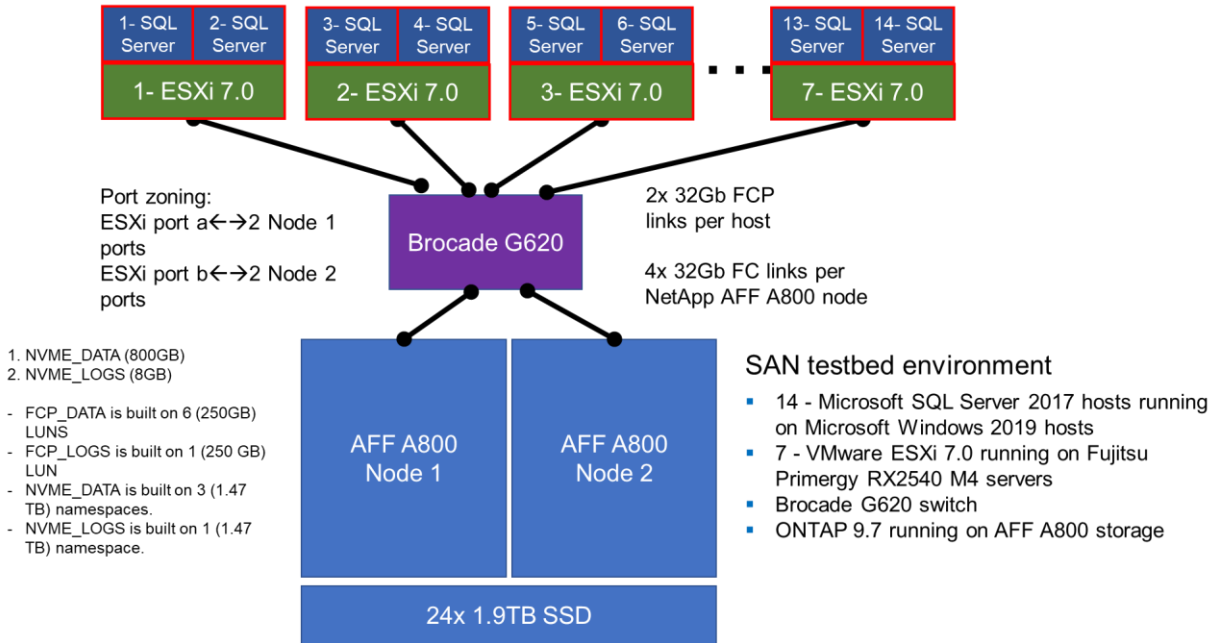 1- SQL
Server
2- SQL
Server
3- SQL
Server
4- SQL
Server
5- SQL
Server
6- SQL
Server
13- SQL
Server
14- SQL
Server
1- ESXi 7.0
2- ESXi 7.0
3- ESXi 7.0
7- ESXi 7.0
Port zoning:
ESXi port a←→2 Node 1
ports
ESXi port b←→2 Node 2
ports
Brocade G620
2x 32Gb FCP
links per host
4x 32Gb FC links per
NetApp AFF A800 node
1. NVME_DATA (800GB)
2. NVME_LOGS (8GB)
- FCP_DATA is built on 6 (250GB)
LUNS
- FCP_LOGS is built on 1 (250 GB)
LUN
- NVME_DATA is built on 3 (1.47
TB) namespaces.
- NVME_LOGS is built on 1 (1.47
TB) namespace.
AFF A800
Node 1
AFF A800
Node 2
24x 1.9TB SSD
SAN testbed environment
▪ 14 - Microsoft SQL Server 2017 hosts running
on Microsoft Windows 2019 hosts
▪ 7 - VMware ESXi 7.0 running on Fujitsu
Primergy RX2540 M4 servers
▪ Brocade G620 switch
▪ ONTAP 9.7 running on AFF A800 storage